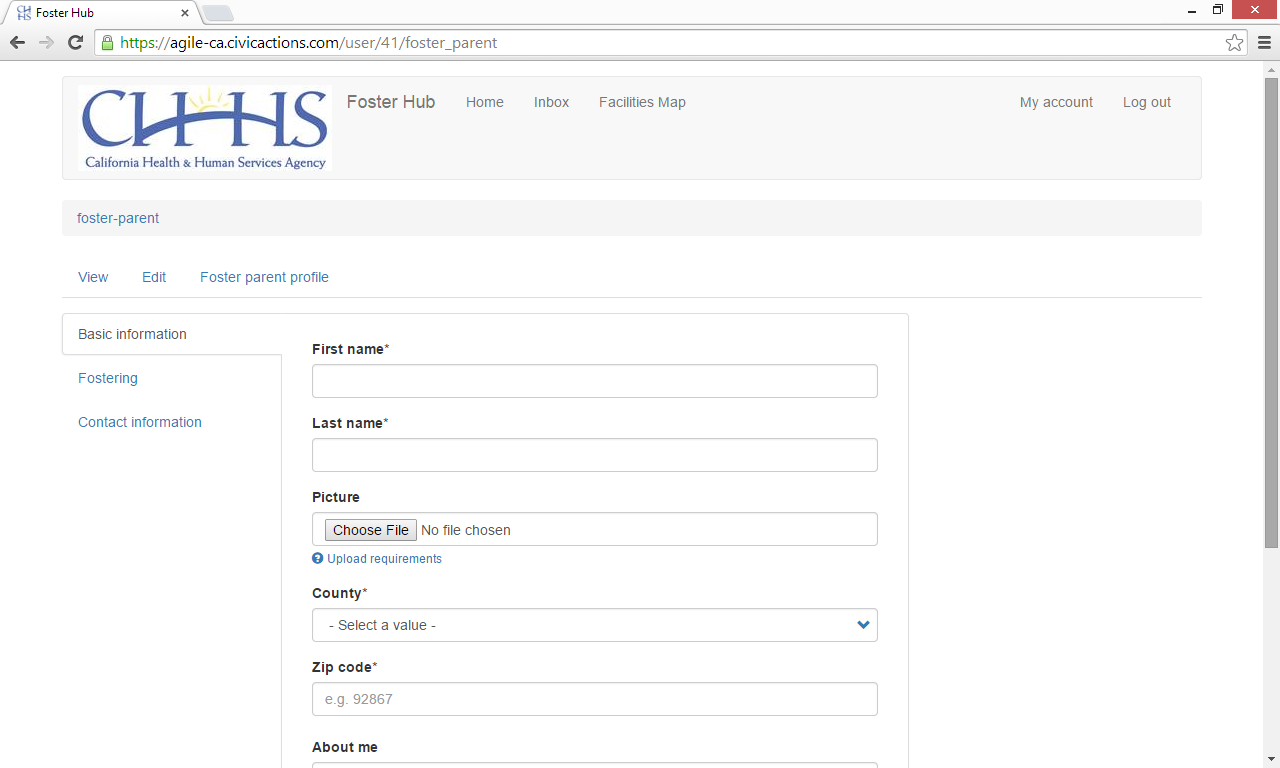 Foster Hub
https://agile-ca.civicactions.com/user/41/foster_parent
CHHS
California Health & Human Services Agency
Foster Hub Home Inbox Facilities Map My account Log out
foster-parent
View Edit Foster parent profile
Basic information
Fostering
Contact information
First name*
Last name*
Picture
Choose File No file chosen
Upload requirements
County*
- Select a value -
Zip code*
e.g. 92867
About me